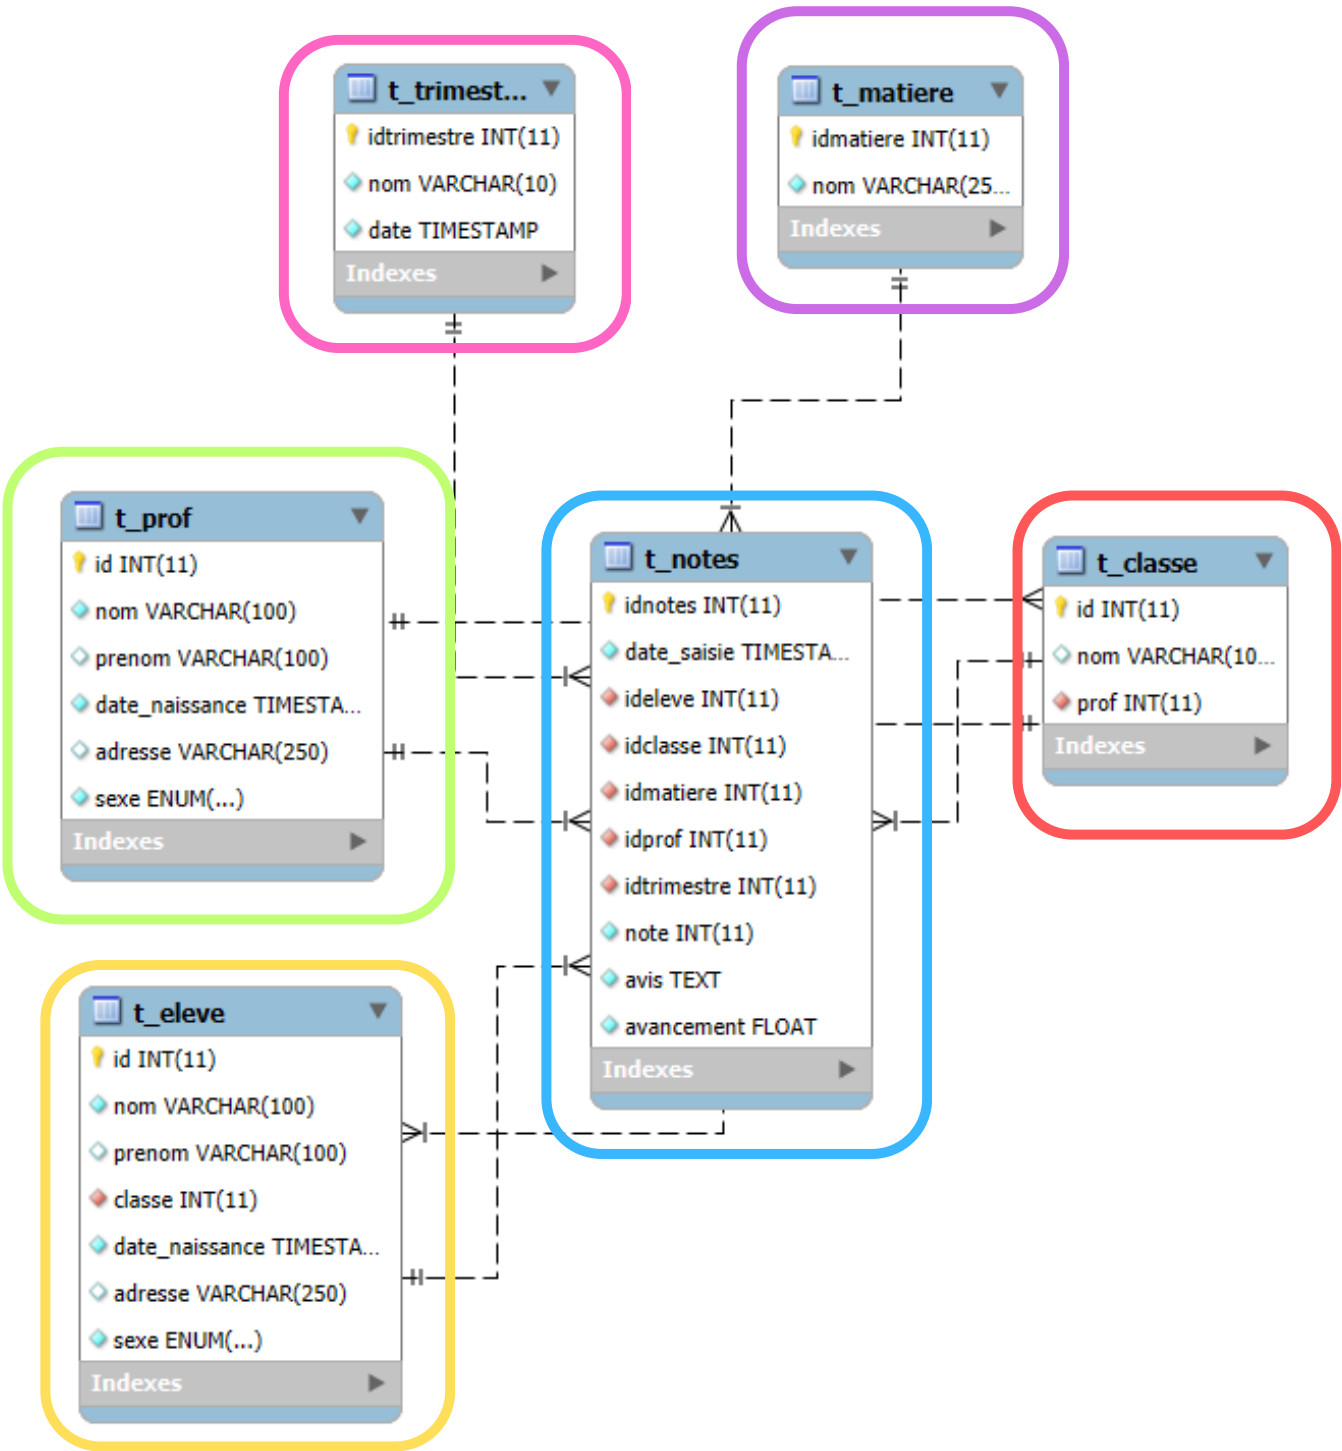 t_trimest...
idtrimestre INT(11)
nom VARCHAR(10)
date TIMESTAMP
Indexes
t_matiere
idmatiere INT(11)
nom VARCHAR(25...
Indexes
t_prof
id INT(11)
nom VARCHAR(100)
prenom VARCHAR(100)
date_naissance TIMESTA...
adresse VARCHAR(250)
sexe ENUM(...)
Indexes
t_notes
idnotes INT(11)
date_saisie TIMESTA...
ideleve INT(11)
idclasse INT(11)
idmatiere INT(11)
idprof INT(11)
idtrimestre INT(11)
note INT(11)
avis TEXT
avancement FLOAT
Indexes
t_classe
id INT(11)
nom VARCHAR(10...
prof INT(11)
Indexes
t_eleve
id INT(11)
nom VARCHAR(100)
prenom VARCHAR(100)
classe INT(11)
date_naissance TIMESTA...
adresse VARCHAR(250)
sexe ENUM(...)
Indexes